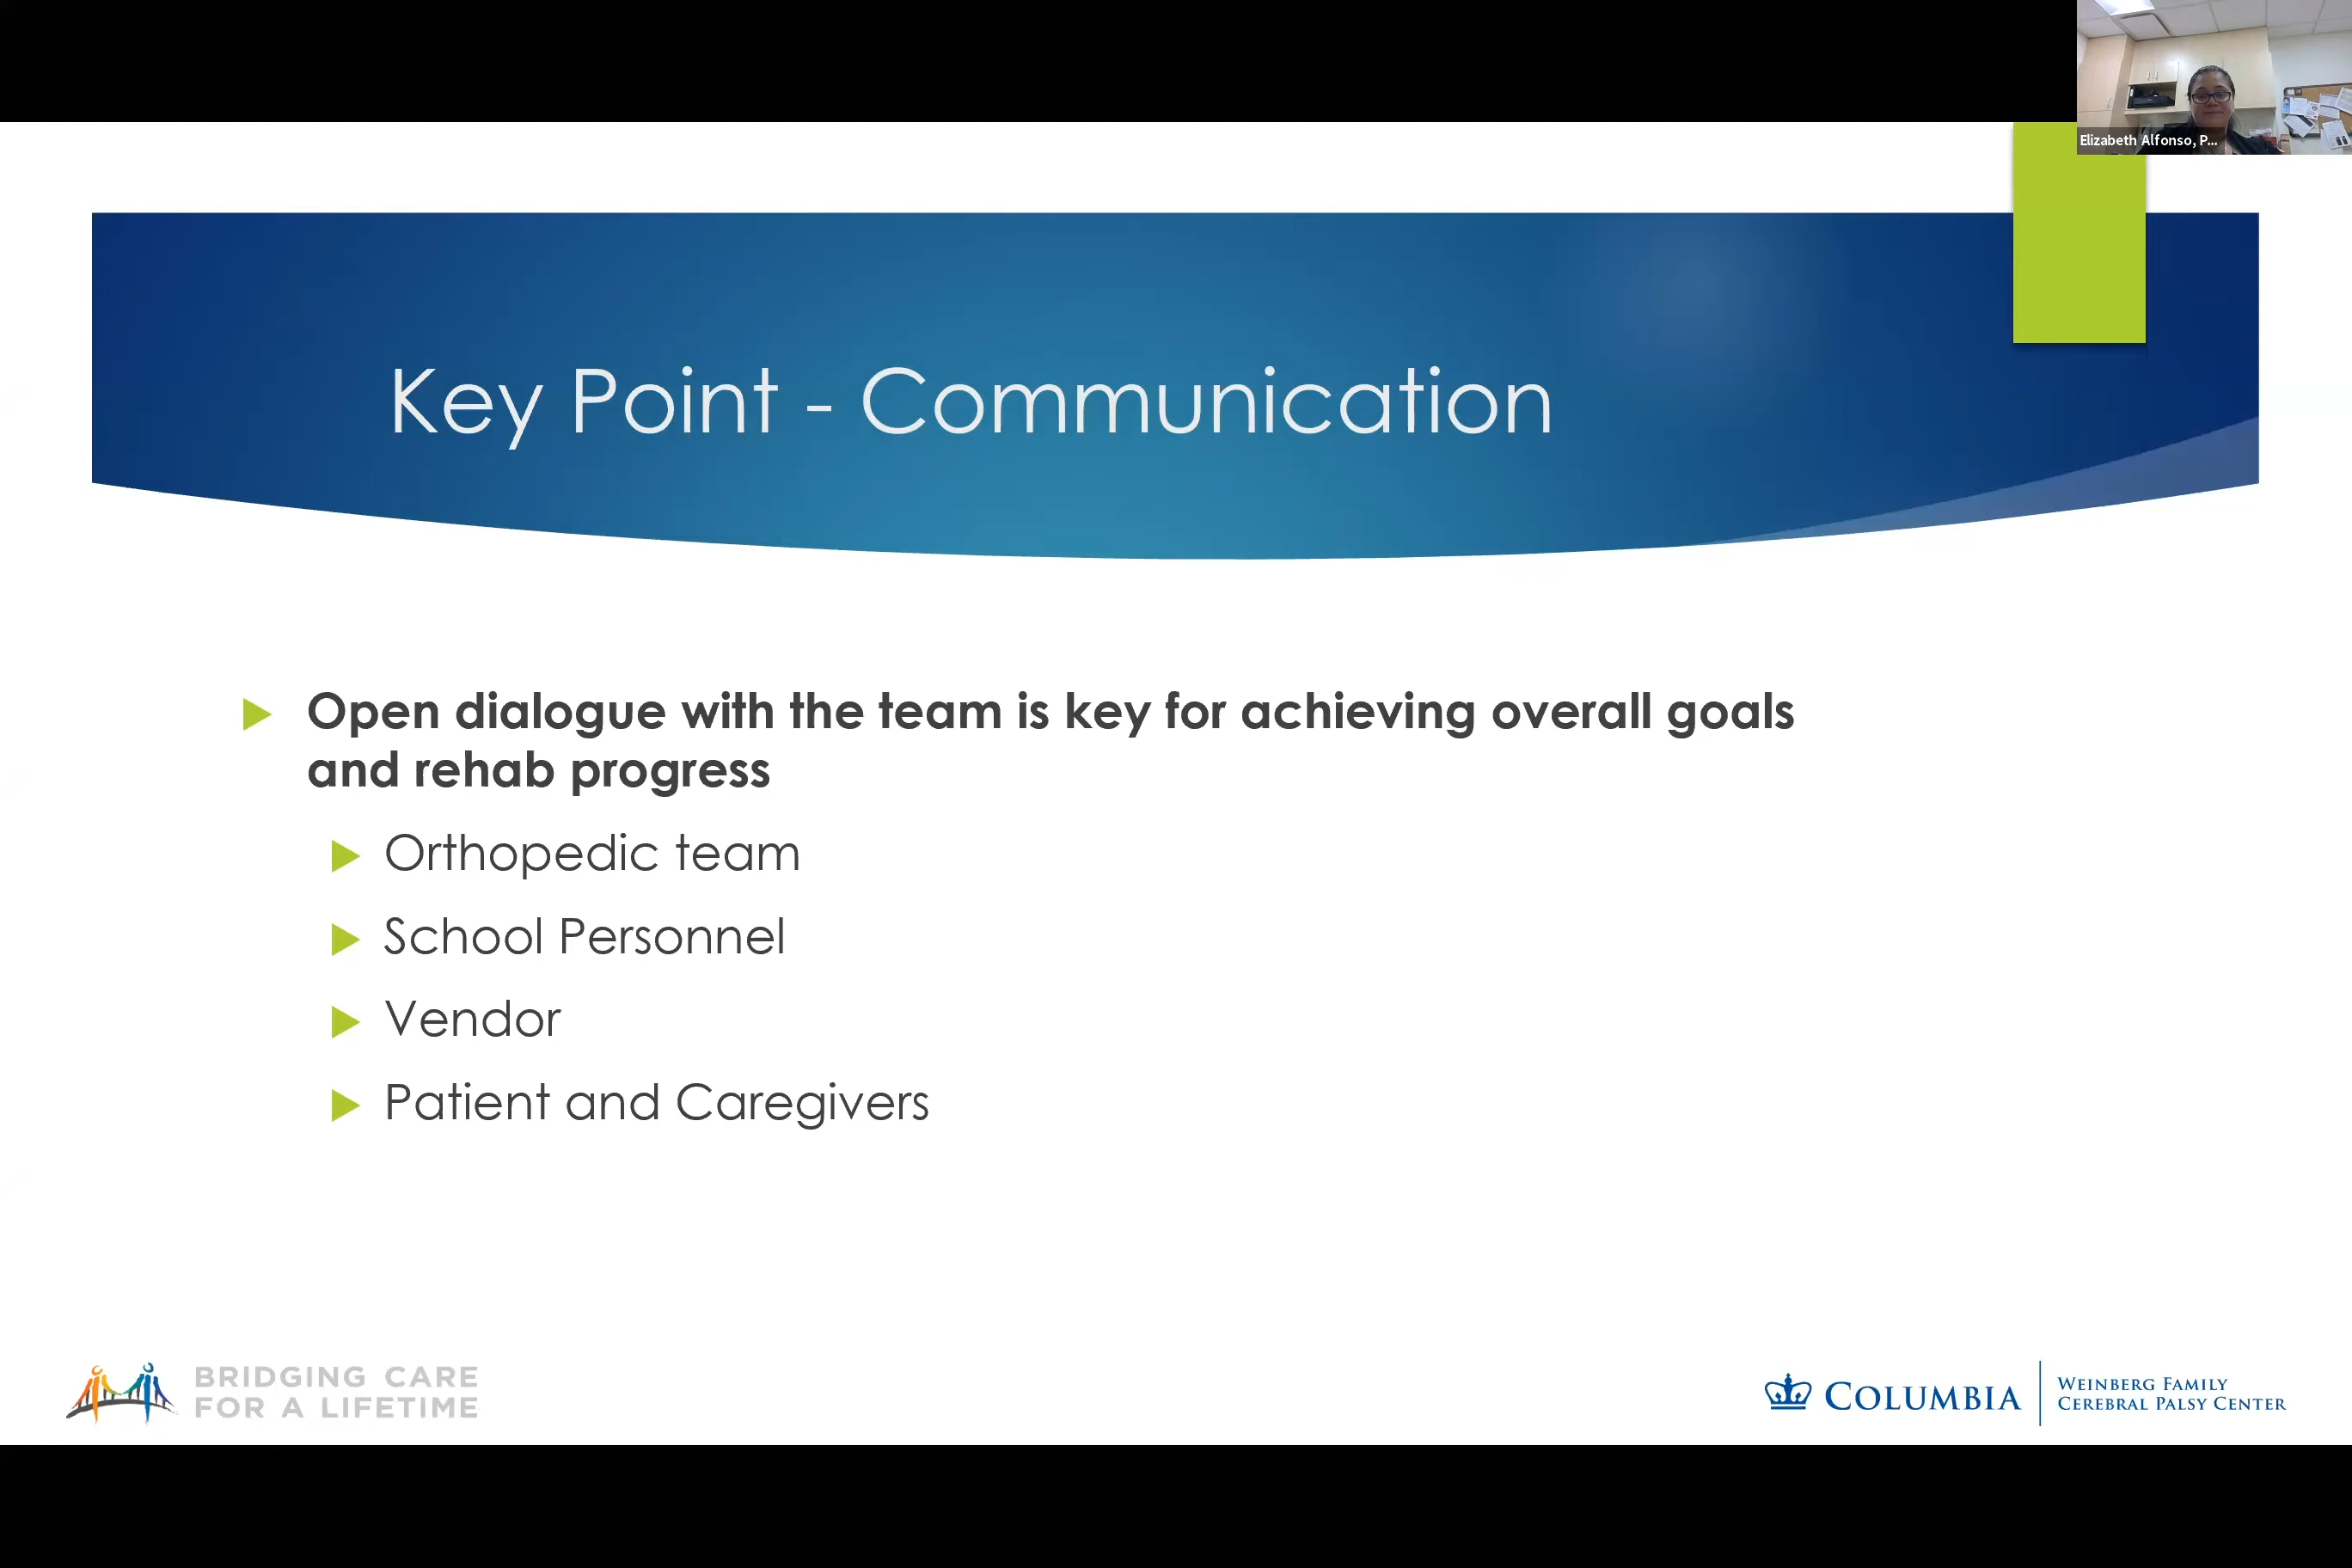 Elizabeth Alfonso, P...
Key Point - Communication
Open dialogue with the team is key for achieving overall goals
and rehab progress
Orthopedic team
School Personnel
Vendor
Patient and Caregivers
BRIDGING CARE
FOR A LIFETIME
COLUMBIA
WEINBERG FAMILY
CEREBRAL PALSY CENTER